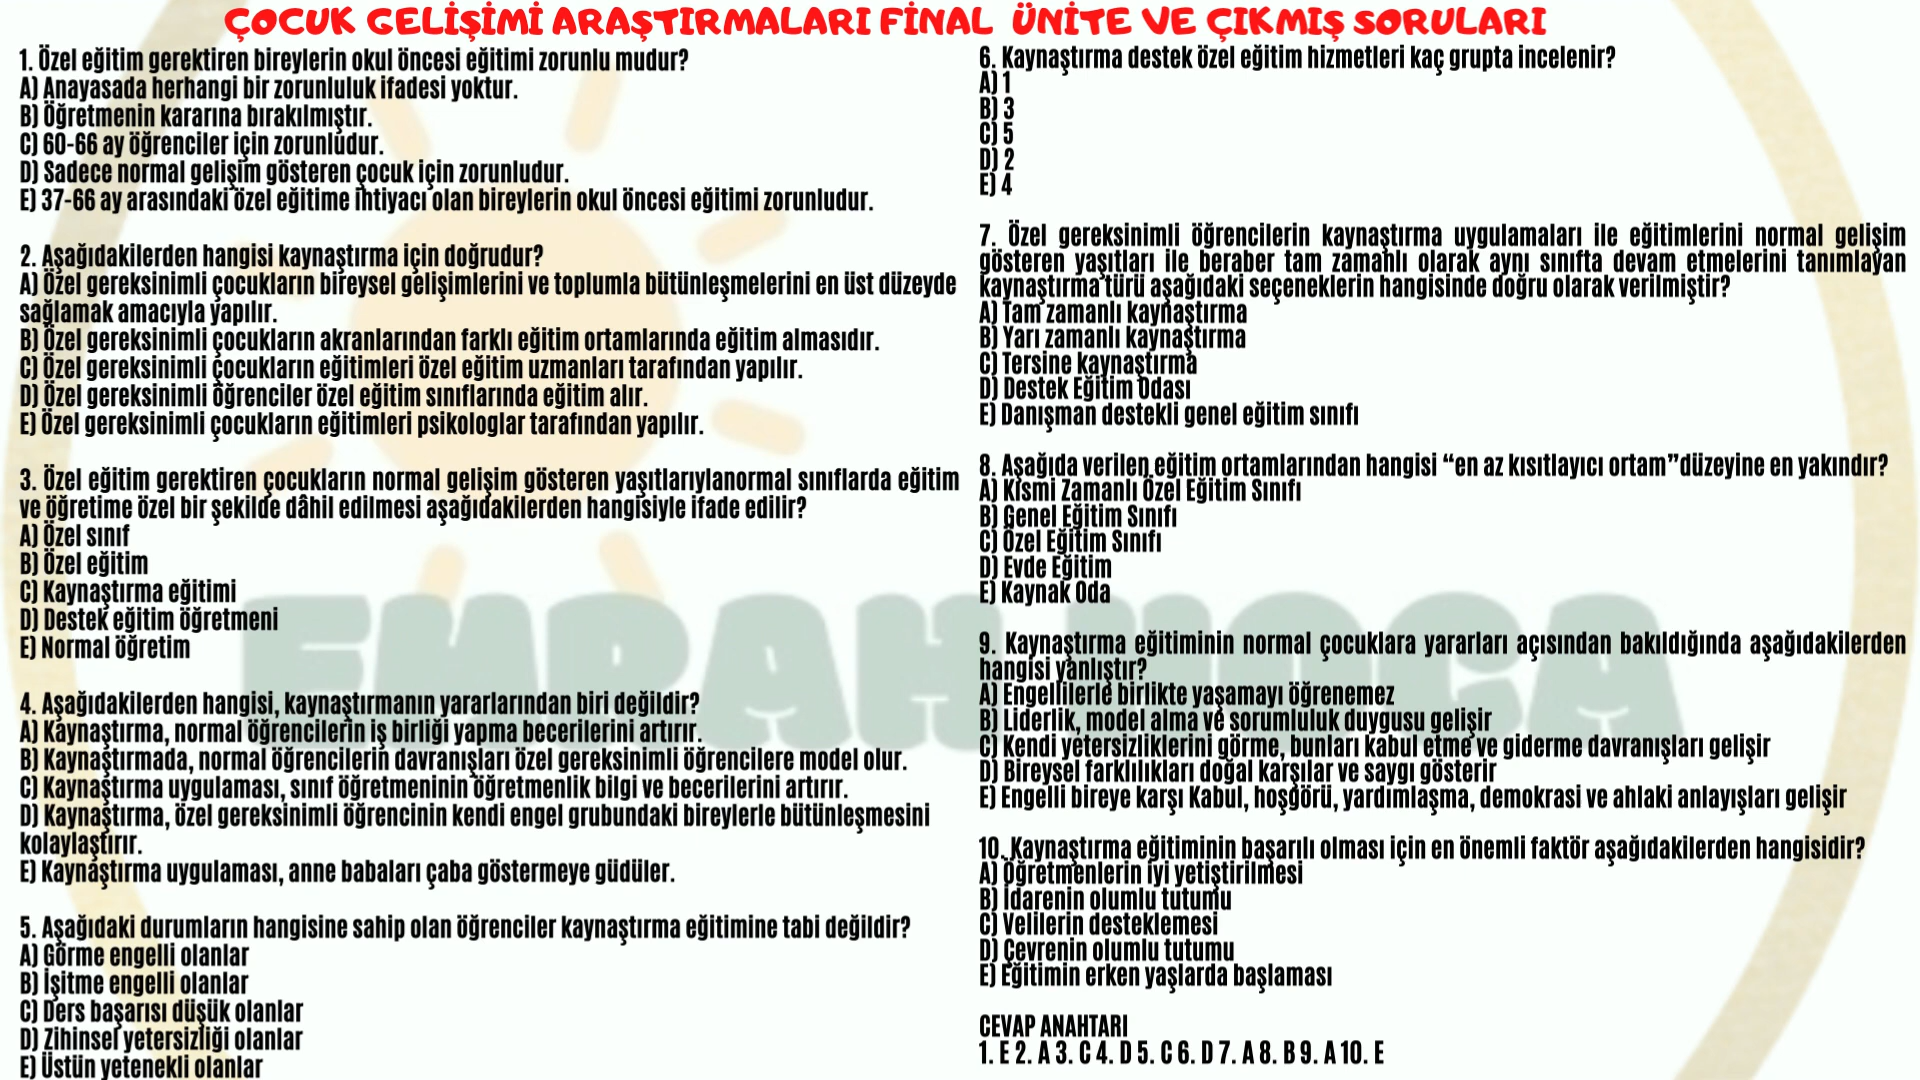 ÇOCUK GELİŞİMİ ARAŞTIRMALARI FİNAL ÜNİTE VE ÇIKMIŞ SORULARI
1. Özel eğitim gerektiren bireylerin okul öncesi eğitimi zorunlu mudur?
A) Anayasada herhangi bir zorunluluk ifadesi yoktur.
B) Öğretmenin kararına bırakılmıştır.
C) 60-66 ay öğrenciler için zorunludur.
D) Sadece normal gelişim gösteren çocuk için zorunludur.
E) 37-66 ay arasındaki özel eğitime ihtiyacı olan bireylerin okul öncesi eğitimi zorunludur.
2. Aşağıdakilerden hangisi kaynaştırma için doğrudur?
A) Özel gereksinimli çocukların bireysel gelişimlerini ve toplumla bütünleşmelerini en üst düzeyde
sağlamak amacıyla yapılır.
B) Özel gereksinimli çocukların akranlarından farklı eğitim ortamlarında eğitim almasıdır.
C) Özel gereksinimli çocukların eğitimleri özel eğitim uzmanları tarafından yapılır.
D) Özel gereksinimli öğrenciler özel eğitim sınıflarında eğitim alır.
E) Özel gereksinimli çocukların eğitimleri psikologlar tarafından yapılır.
3. Özel eğitim gerektiren çocukların normal gelişim gösteren yaşıtlarıylanormal sınıflarda eğitim
ve öğretime özel bir şekilde dâhil edilmesi aşağıdakilerden hangisiyle ifade edilir?
A) Özel sınıf
B) Özel eğitim
C) Kaynaştırma eğitimi
D) Destek eğitim öğretmeni
E) Normal öğretim
4. Aşağıdakilerden hangisi, kaynaştırmanın yararlarından biri değildir?
A) Kaynaştırma, normal öğrencilerin iş birliği yapma becerilerini artırır.
B) Kaynaştırmada, normal öğrencilerin davranışları özel gereksinimli öğrencilere model olur.
C) Kaynaştırma uygulaması, sınıf öğretmeninin öğretmenlik bilgi ve becerilerini artırır.
D) Kaynaştırma, özel gereksinimli öğrencinin kendi engel grubundaki bireylerle bütünleşmesini
kolaylaştırır.
E) Kaynaştırma uygulaması, anne babaları çaba göstermeye güdüler.
5. Aşağıdaki durumların hangisine sahip olan öğrenciler kaynaştırma eğitimine tabi değildir?
A) Görme engelli olanlar
B) İşitme engelli olanlar
C) Ders başarısı düşük olanlar
D) Zihinsel yetersizliği olanlar
E) Üstün yetenekli olanlar
6. Kaynaştırma destek özel eğitim hizmetleri kaç grupta incelenir?
A) 1
B) 3
C) 5
D) 2
E) 4
7. Özel gereksinimli öğrencilerin kaynaştırma uygulamaları ile eğitimlerini normal gelişim
gösteren yaşıtları ile beraber tam zamanlı olarak aynı sınıfta devam etmelerini tanımlayan
kaynaştırma türü aşağıdaki seçeneklerin hangisinde doğru olarak verilmiştir?
A) Tam zamanlı kaynaştırma
B) Yarı zamanlı kaynaştırma
C) Tersine kaynaştırma
D) Destek Eğitim Odası
E) Danışman destekli genel eğitim sınıfı
8. Aşağıda verilen eğitim ortamlarından hangisi “en az kısıtlayıcı ortam”düzeyine en yakındır?
A) Kısmi Zamanlı Özel Eğitim Sınıfı
B) Genel Eğitim Sınıfı
C) Özel Eğitim Sınıfı
D) Evde Eğitim
E) Kaynak Oda
9. Kaynaştırma eğitiminin normal çocuklara yararları açısından bakıldığında aşağıdakilerden
hangisi yanlıştır?
A) Engellilerle birlikte yaşamayı öğrenemez
B) Liderlik, model alma ve sorumluluk duygusu gelişir
C) Kendi yetersizliklerini görme, bunları kabul etme ve giderme davranışları gelişir
D) Bireysel farklılıkları doğal karşılar ve saygı gösterir
E) Engelli bireye karşı Kabul, hoşgörü, yardımlaşma, demokrasi ve ahlaki anlayışları gelişir
10. Kaynaştırma eğitiminin başarılı olması için en önemli faktör aşağıdakilerden hangisidir?
A) Öğretmenlerin iyi yetiştirilmesi
B) İdarenin olumlu tutumu
C) Velilerin desteklemesi
D) Çevrenin olumlu tutumu
E) Eğitimin erken yaşlarda başlaması
CEVAP ANAHTARI
1. E 2. A 3. C 4. D 5. C 6. D 7. A 8. B 9. A 10. E
EMRAH HOCA